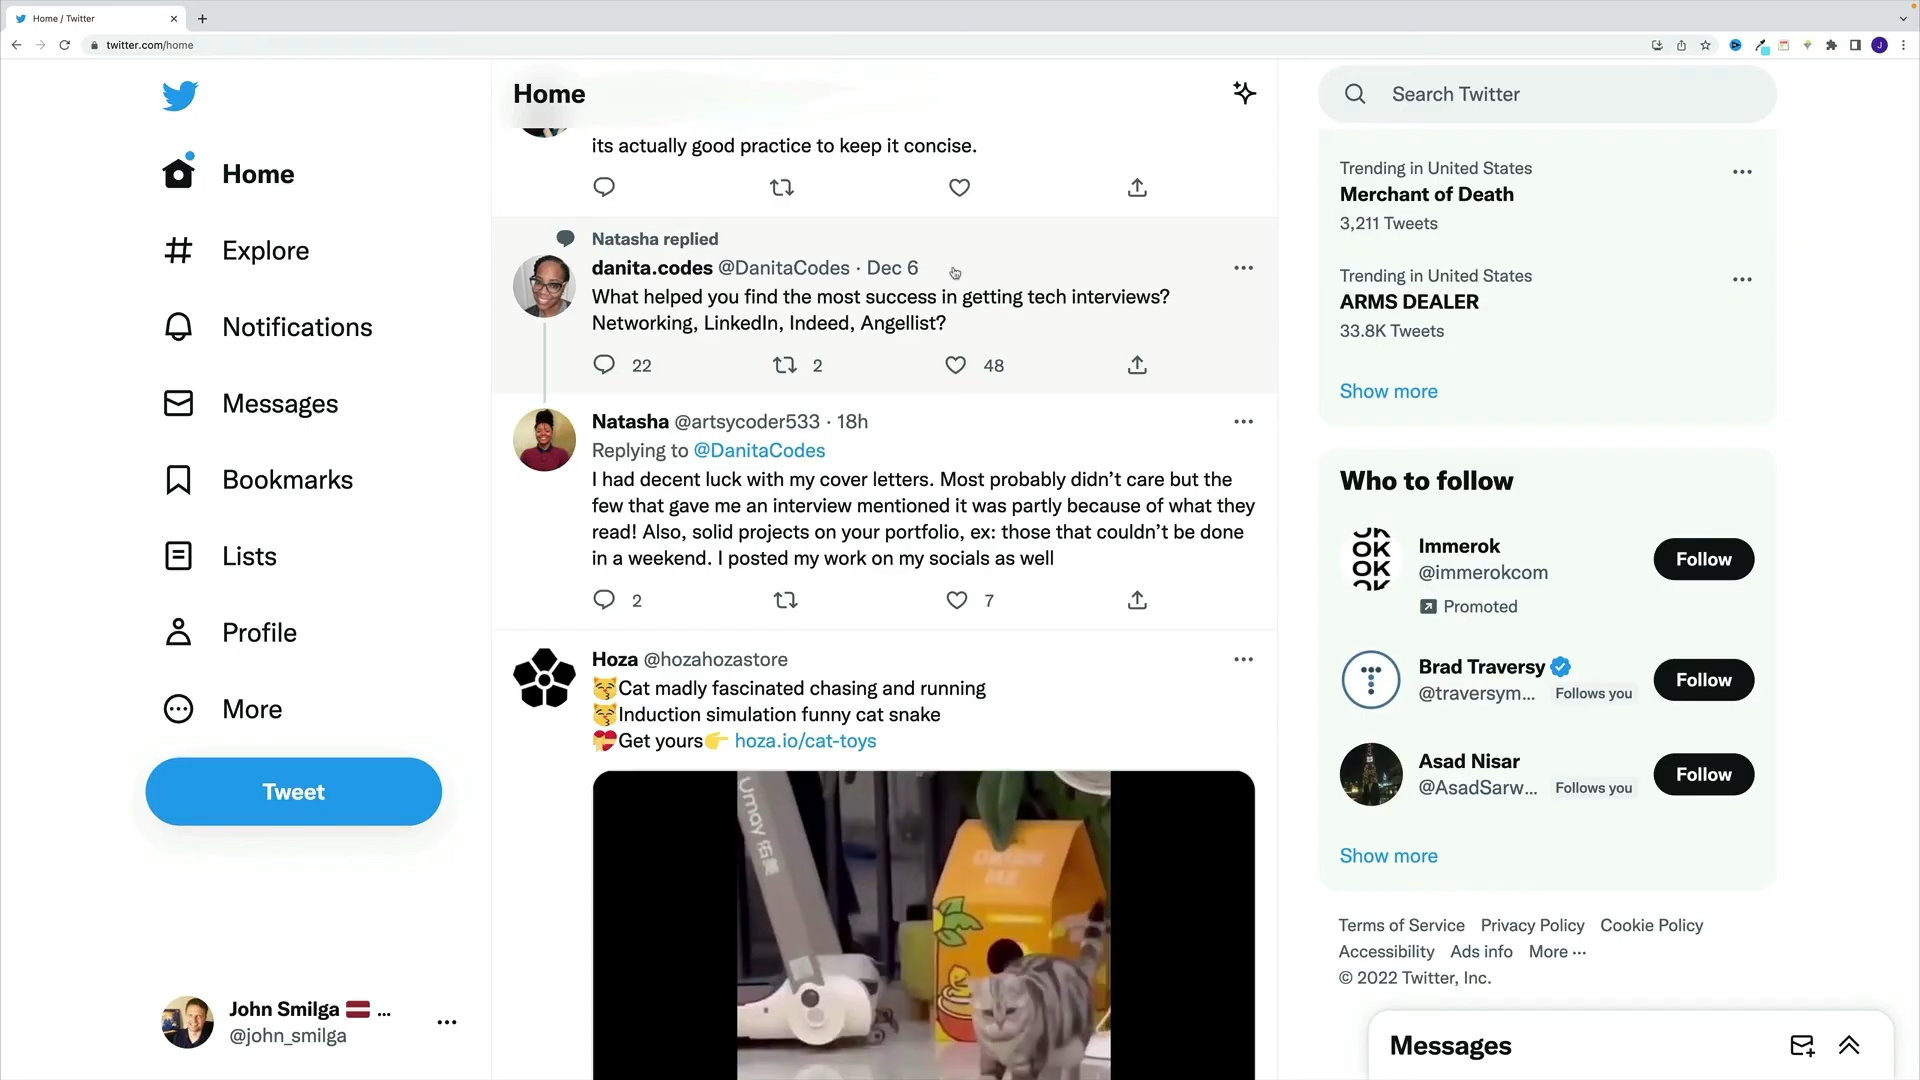 Home / Twitter
twitter.com/home
J
Home
Explore
Notifications
Messages
Bookmarks
Lists
Profile
More
Tweet
John Smilga 🇱🇻 ...
@john_smilga
Home
its actually good practice to keep it concise.
Natasha replied
danita.codes @DanitaCodes · Dec 6
What helped you find the most success in getting tech interviews?
Networking, LinkedIn, Indeed, Angellist?
22 2 48
Natasha @artsycoder533 · 18h
Replying to @DanitaCodes
I had decent luck with my cover letters. Most probably didn’t care but the
few that gave me an interview mentioned it was partly because of what they
read! Also, solid projects on your portfolio, ex: those that couldn’t be done
in a weekend. I posted my work on my socials as well
2 7
Hoza @hozahozastore
😽Cat madly fascinated chasing and running
😽Induction simulation funny cat snake
💝Get yours👉 hoza.io/cat-toys
Search Twitter
Trending in United States
Merchant of Death
3,211 Tweets
Trending in United States
ARMS DEALER
33.8K Tweets
Show more
Who to follow
OK
OK
Immerok
@immerokcom
Promoted
Follow
Brad Traversy
@traversym... Follows you
Follow
Asad Nisar
@AsadSarw... Follows you
Follow
Show more
Terms of Service Privacy Policy Cookie Policy
Accessibility Ads info More ...
© 2022 Twitter, Inc.
Messages